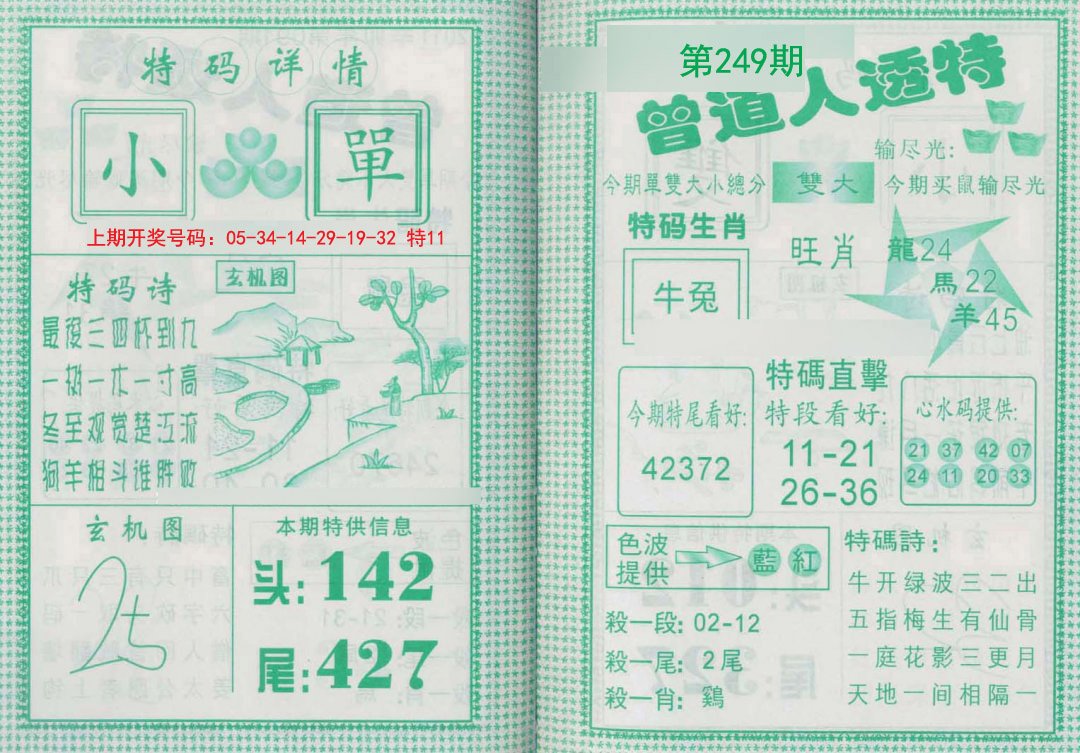 特码详情
小 單
上期开奖号码：05-34-14-29-19-32 特11
特码诗
最後三四杯到九
一极一木一寸高
冬至观赏楚江流
狗羊相斗谁胜败
玄机图
玄机图
本期特供信息
头：142
尾：427
第249期
曾道人透特
输尽光：
今期單雙大小總分 雙大 今期买鼠输尽光
特码生肖
牛兔
旺肖
龍24
馬22
羊45
今期特尾看好：
42372
特碼直擊
特段看好：
11-21
26-36
心水码提供：
21 37 42 07
24 11 20 33
色波提供
藍 紅
殺一段：02-12
殺一尾：2尾
殺一肖：鷄
特碼詩：
牛开绿波三二出
五指梅生有仙骨
一庭花影三更月
天地一间相隔一